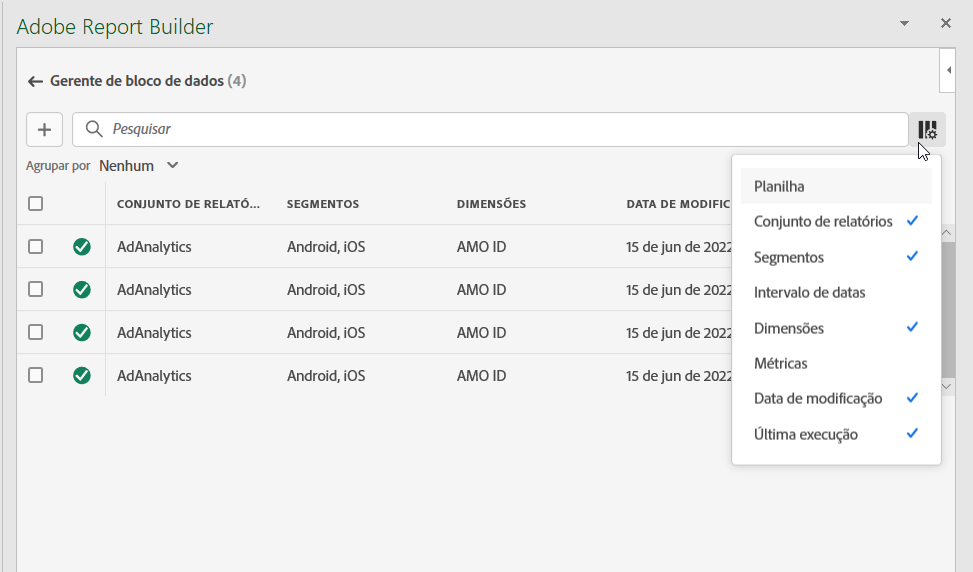 Adobe Report Builder
Gerente de bloco de dados (4)
Pesquisar
Agrupar por Nenhum
CONJUNTO DE RELATÓ... SEGMENTOS DIMENSÕES DATA DE MODIFIC
AdAnalytics Android, iOS AMO ID 15 de jun de 2022
AdAnalytics Android, iOS AMO ID 15 de jun de 2022
AdAnalytics Android, iOS AMO ID 15 de jun de 2022
AdAnalytics Android, iOS AMO ID 15 de jun de 2022
Planilha
Conjunto de relatórios
Segmentos
Intervalo de datas
Dimensões
Métricas
Data de modificação
Última execução